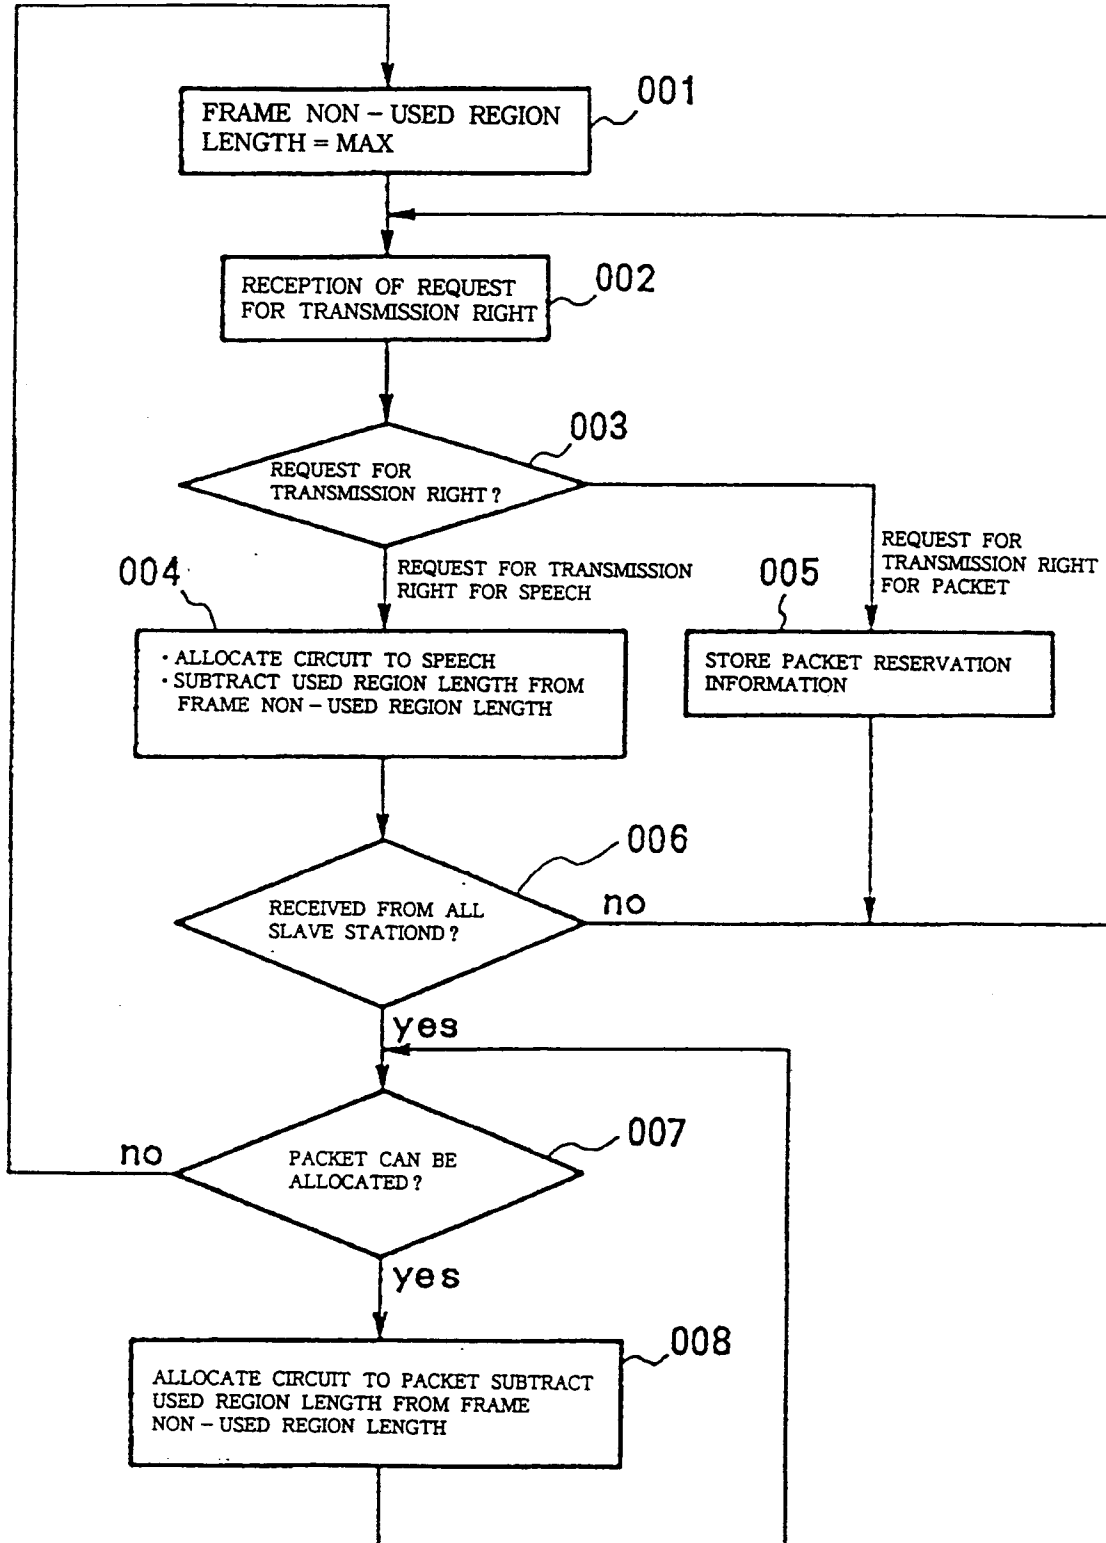 001
FRAME NON-USED REGION
LENGTH = MAX
002
RECEPTION OF REQUEST
FOR TRANSMISSION RIGHT
003
REQUEST FOR
TRANSMISSION RIGHT?
REQUEST FOR
TRANSMISSION RIGHT
FOR PACKET
004
REQUEST FOR TRANSMISSION
RIGHT FOR SPEECH
005
· ALLOCATE CIRCUIT TO SPEECH
· SUBTRACT USED REGION LENGTH FROM
FRAME NON-USED REGION LENGTH
STORE PACKET RESERVATION
INFORMATION
006
RECEIVED FROM ALL
SLAVE STATIOND?
no
yes
007
no
PACKET CAN BE
ALLOCATED?
yes
008
ALLOCATE CIRCUIT TO PACKET SUBTRACT
USED REGION LENGTH FROM FRAME
NON-USED REGION LENGTH